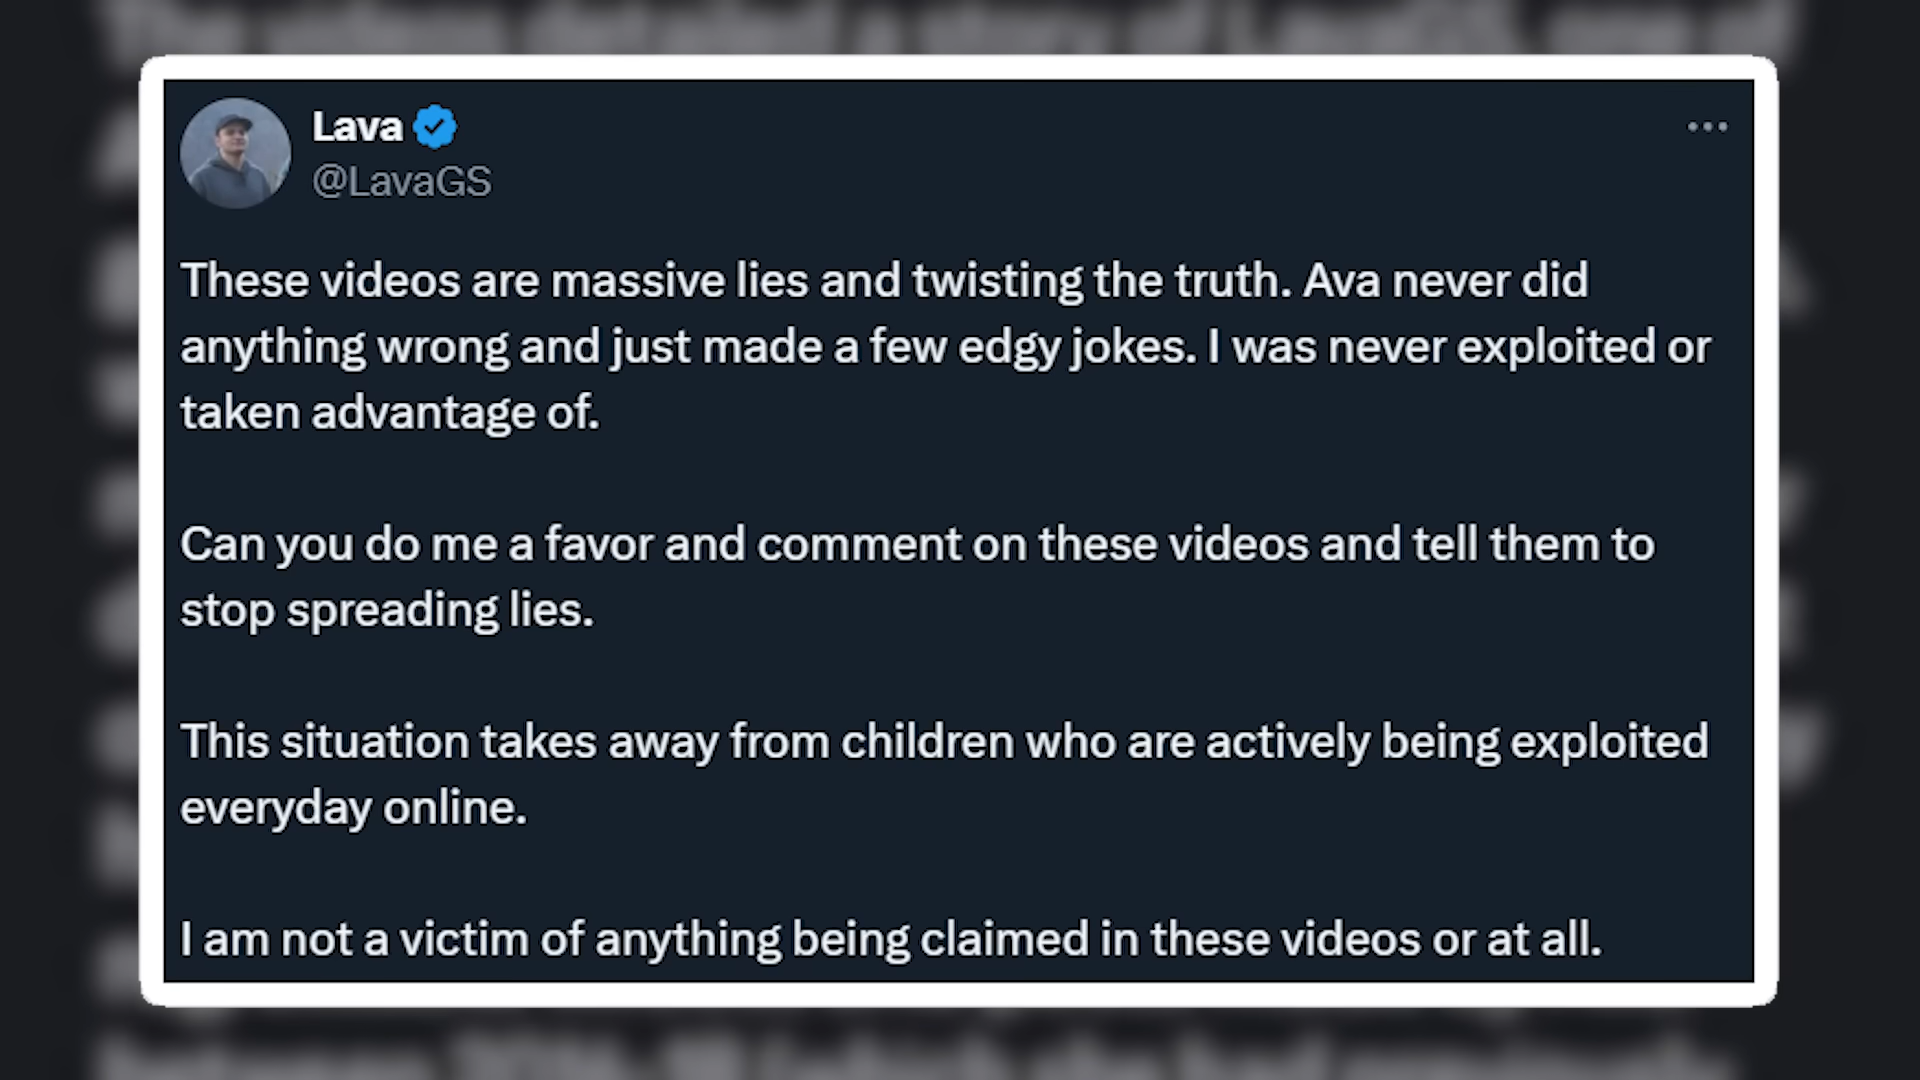 Lava
@LavaGS
These videos are massive lies and twisting the truth. Ava never did
anything wrong and just made a few edgy jokes. I was never exploited or
taken advantage of.
Can you do me a favor and comment on these videos and tell them to
stop spreading lies.
This situation takes away from children who are actively being exploited
everyday online.
I am not a victim of anything being claimed in these videos or at all.